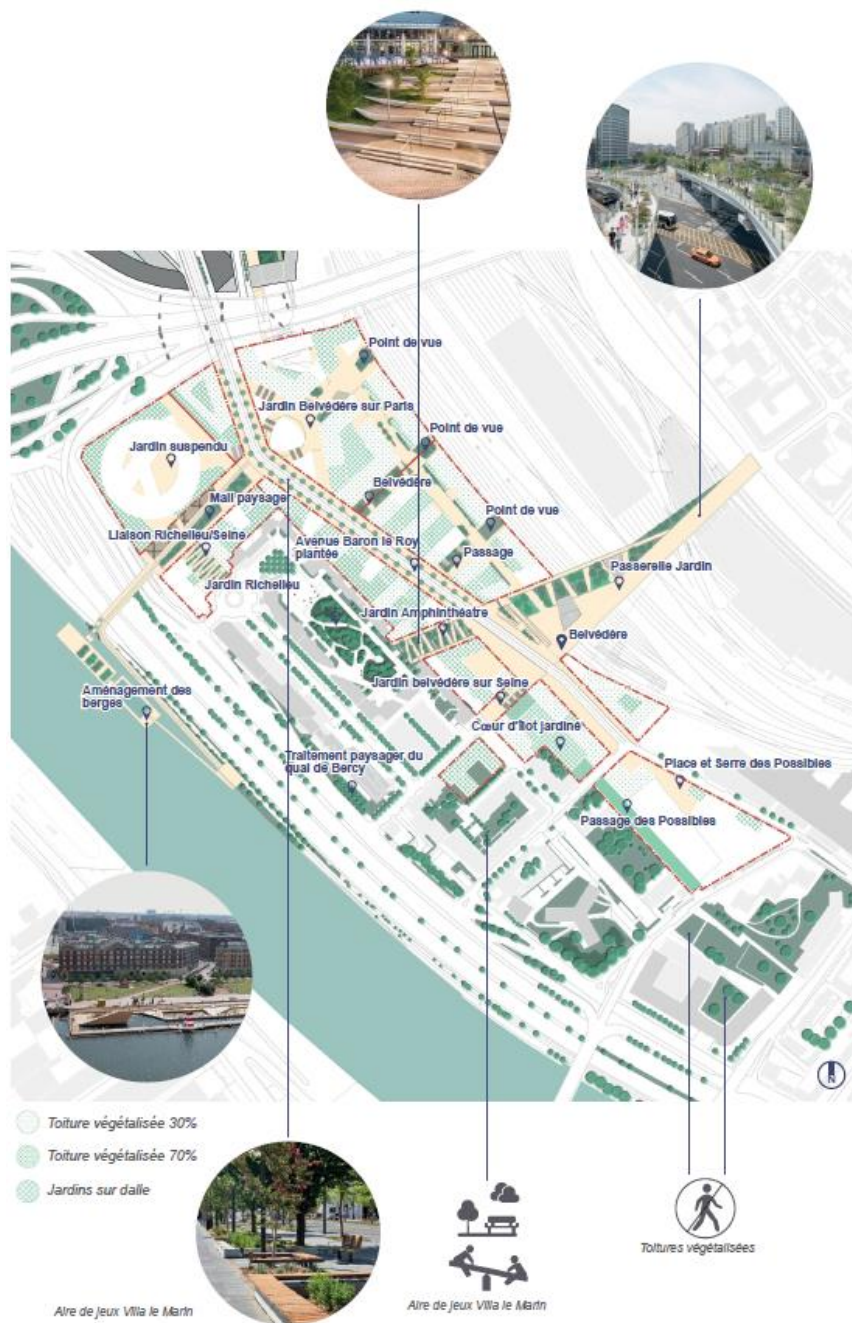 Point de vue
Jardin Belvédère sur Paris
Jardin suspendu
Point de vue
Mail paysager
Belvédère
Point de vue
Liaison Richelieu/Seine
Avenue Baron le Roy
plantée
Passage
Passerelle Jardin
Jardin Richelieu
Jardin Amphinthéatre
Belvédère
Jardin belvédère sur Seine
Aménagement des
berges
Cœur d'îlot jardiné
Traitement paysager du
quai de Bercy
Place et Serre des Possibles
Passage des Possibles
N
Toiture végétalisée 30%
Toiture végétalisée 70%
Jardins sur dalle
Toitures végétalisées
Aire de jeux Villa le Marin
Aire de jeux Villa le Marin